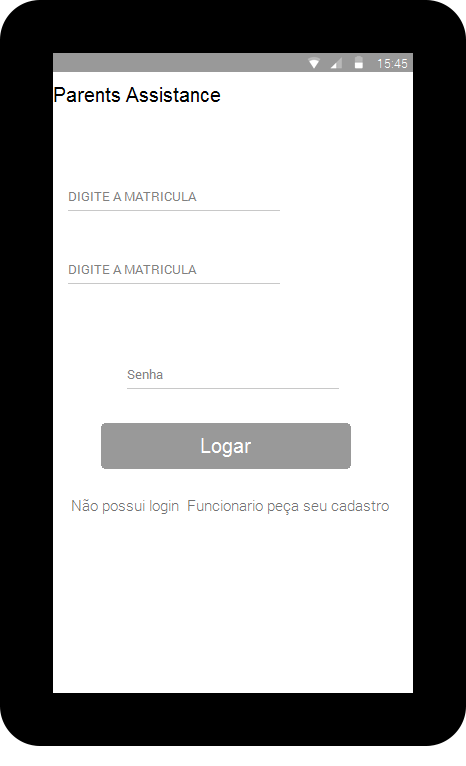 15:45
Parents Assistance
DIGITE A MATRICULA
DIGITE A MATRICULA
Senha
Logar
Não possui login  Funcionario peça seu cadastro